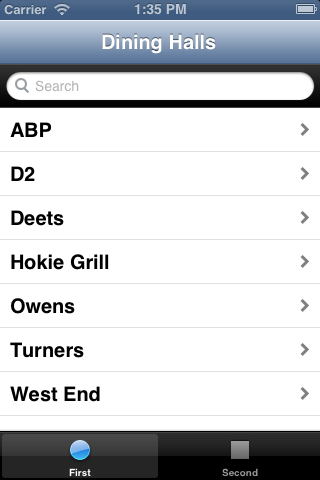 Carrier 1:35 PM
Dining Halls
Search
ABP
D2
Deets
Hokie Grill
Owens
Turners
West End
First Second